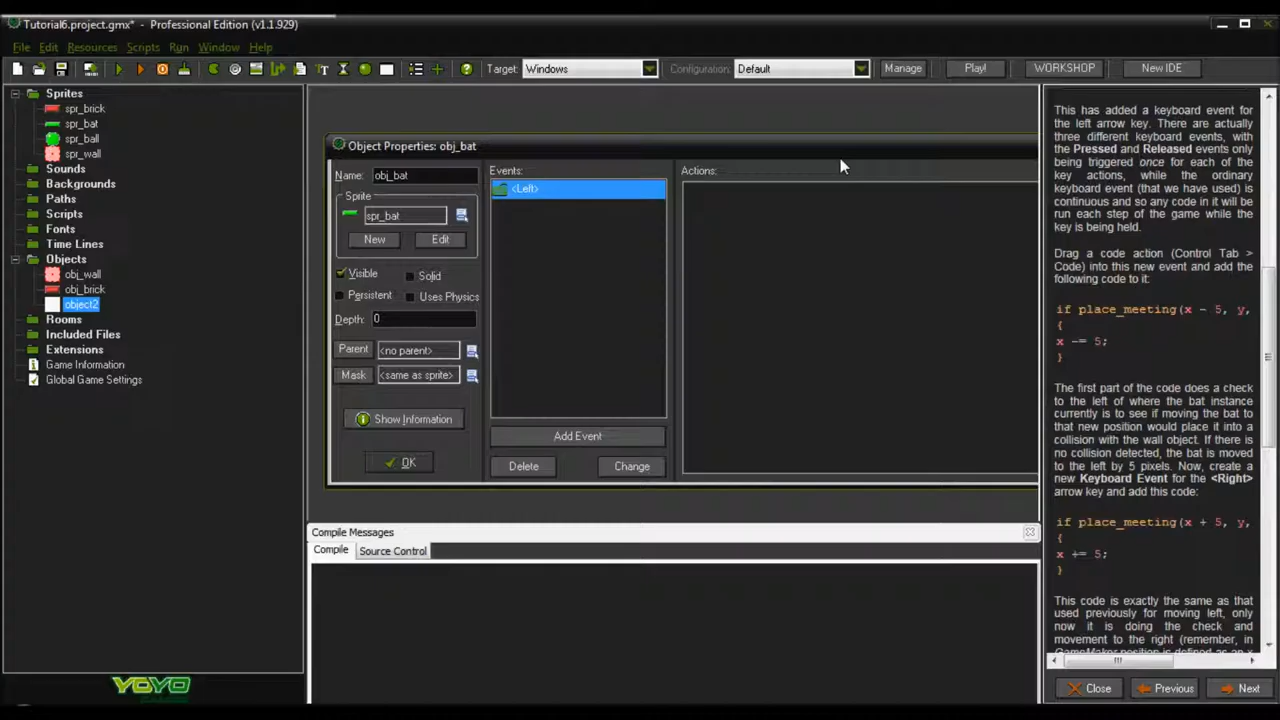 Tutorial6.project.gmx* - Professional Edition (v1.1.929)
File Edit Resources Scripts Run Window Help
Target: Windows Configuration: Default Manage Play! WORKSHOP New IDE
Sprites
spr_brick
spr_bat
spr_ball
spr_wall
Sounds
Backgrounds
Paths
Scripts
Fonts
Time Lines
Objects
obj_wall
obj_brick
object2
Rooms
Included Files
Extensions
Game Information
Global Game Settings
YOYO
Object Properties: obj_bat
Name: obj_bat
Sprite
spr_bat
New Edit
Visible Solid
Persistent Uses Physics
Depth: 0
Parent <no parent>
Mask <same as sprite>
Show Information
OK
Events:
<Left>
Add Event
Delete Change
Actions:
Compile Messages
Compile Source Control
This has added a keyboard event for
the left arrow key. There are actually
three different keyboard events, with
the Pressed and Released events only
being triggered once for each of the
key actions, while the ordinary
keyboard event (that we have used) is
continuous and so any code in it will be
run each step of the game while the
key is being held.
Drag a code action (Control Tab >
Code) into this new event and add the
following code to it:
if place_meeting(x - 5, y,
{
x -= 5;
}
The first part of the code does a check
to the left of where the bat instance
currently is to see if moving the bat to
that new position would place it into a
collision with the wall object. If there is
no collision detected, the bat is moved
to the left by 5 pixels. Now, create a
new Keyboard Event for the <Right>
arrow key and add this code:
if place_meeting(x + 5, y,
{
x += 5;
}
This code is exactly the same as that
used previously for moving left, only
now it is doing the check and
movement to the right (remember, in
GameMaker position is defined as an x
Close Previous Next